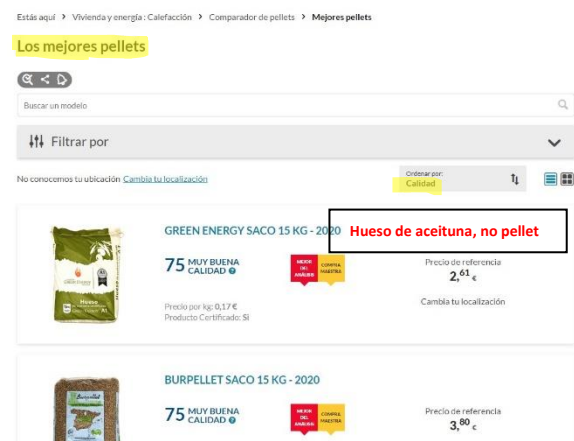 Estás aquí > Vivienda y energía : Calefacción > Comparador de pellets > Mejores pellets
Los mejores pellets
Buscar un modelo
Filtrar por
No conocemos tu ubicación Cambia tu localización
Ordenar por:
Calidad
GREEN ENERGY SACO 15 KG - 2020
Hueso de aceituna, no pellet
75 MUY BUENA CALIDAD
MEJOR DEL ANÁLISIS
COMPRA MAESTRA
Precio de referencia
2,61 €
Precio por kg: 0,17 €
Producto Certificado: Sí
Cambia tu localización
Hueso
BURPELLET SACO 15 KG - 2020
75 MUY BUENA CALIDAD
MEJOR DEL ANÁLISIS
COMPRA MAESTRA
Precio de referencia
3,80 €
Burpellet